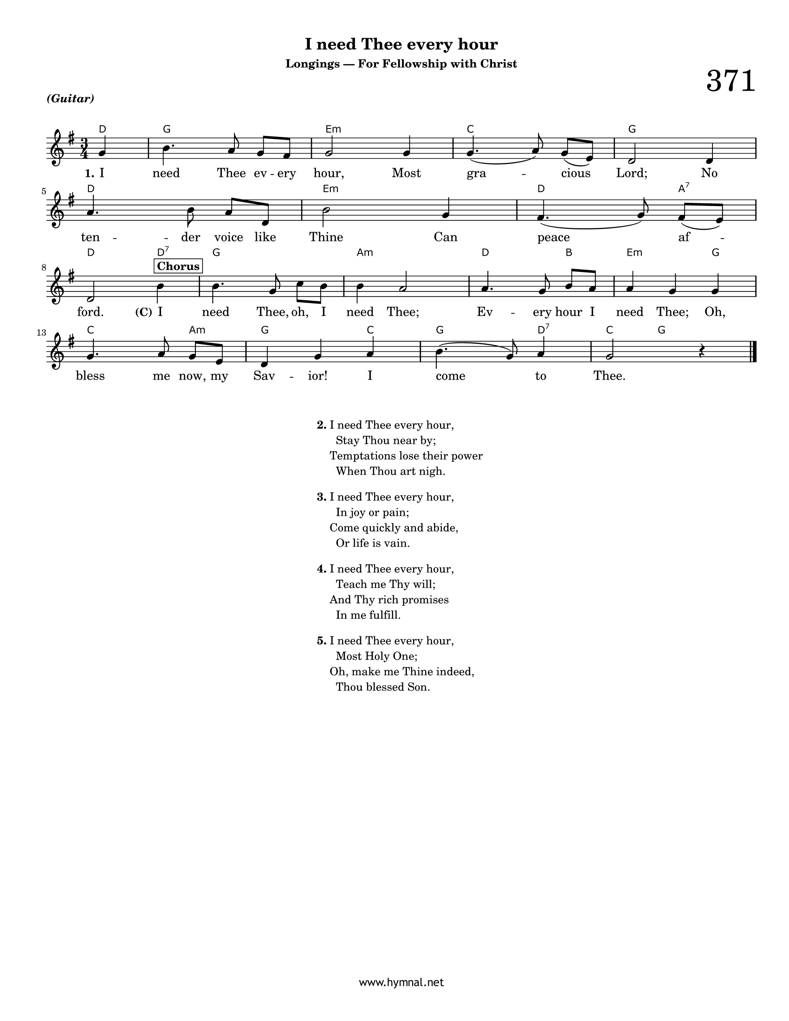 I need Thee every hour
Longings — For Fellowship with Christ
371
(Guitar)
D G Em C G
3
4
1. I need Thee ev - ery hour, Most gra - cious Lord; No
5
D Em D A7
ten - - der voice like Thine Can peace af -
D D7 G Am D B Em G
8
Chorus
ford. (C) I need Thee, oh, I need Thee; Ev - ery hour I need Thee; Oh,
13
C Am G C G D7 C G
bless me now, my Sav - ior! I come to Thee.
2. I need Thee every hour,
Stay Thou near by;
Temptations lose their power
When Thou art nigh.
3. I need Thee every hour,
In joy or pain;
Come quickly and abide,
Or life is vain.
4. I need Thee every hour,
Teach me Thy will;
And Thy rich promises
In me fulfill.
5. I need Thee every hour,
Most Holy One;
Oh, make me Thine indeed,
Thou blessed Son.
www.hymnal.net